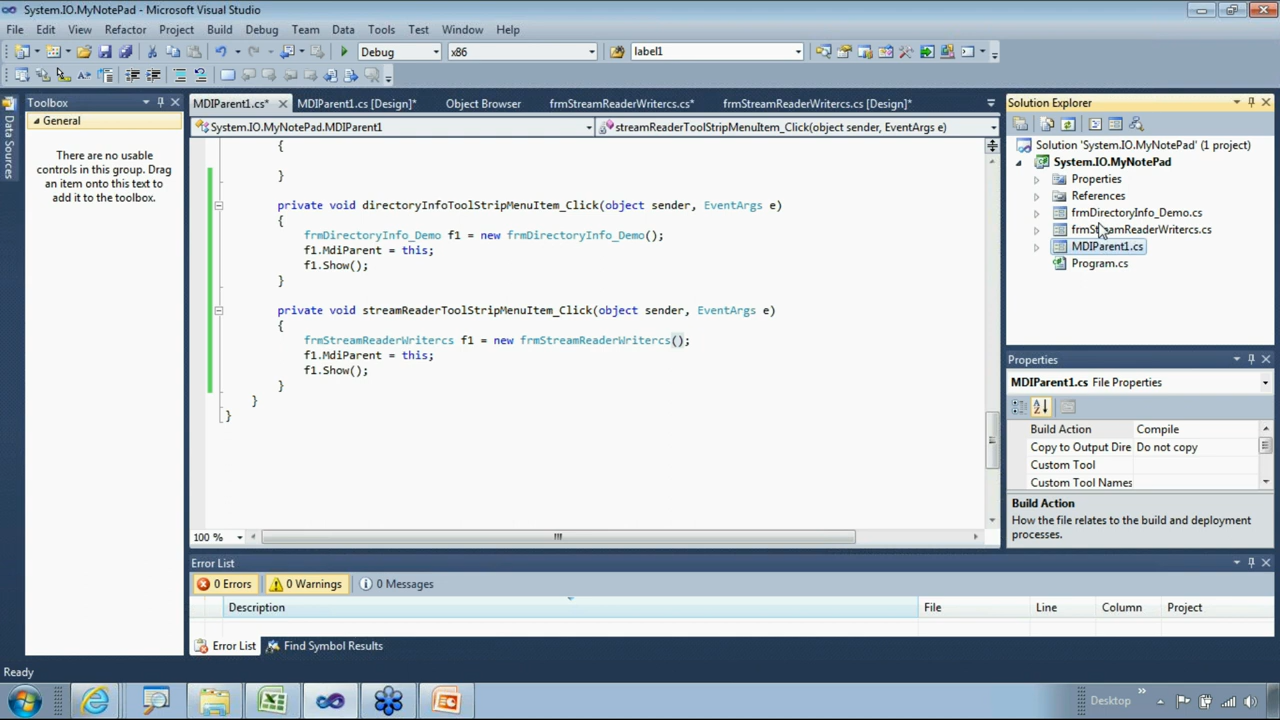 System.IO.MyNotePad - Microsoft Visual Studio
File Edit View Refactor Project Build Debug Team Data Tools Test Window Help
Debug x86 label1
Toolbox
General
There are no usable
controls in this group. Drag
an item onto this text to
add it to the toolbox.
Data Sources
MDIParent1.cs* MDIParent1.cs [Design]* Object Browser frmStreamReaderWritercs.cs* frmStreamReaderWritercs.cs [Design]*
System.IO.MyNotePad.MDIParent1 streamReaderToolStripMenuItem_Click(object sender, EventArgs e)
{
}
private void directoryInfoToolStripMenuItem_Click(object sender, EventArgs e)
{
frmDirectoryInfo_Demo f1 = new frmDirectoryInfo_Demo();
f1.MdiParent = this;
f1.Show();
}
private void streamReaderToolStripMenuItem_Click(object sender, EventArgs e)
{
frmStreamReaderWritercs f1 = new frmStreamReaderWritercs();
f1.MdiParent = this;
f1.Show();
}
}
}
100 %
Solution Explorer
Solution 'System.IO.MyNotePad' (1 project)
System.IO.MyNotePad
Properties
References
frmDirectoryInfo_Demo.cs
frmStreamReaderWritercs.cs
MDIParent1.cs
Program.cs
Properties
MDIParent1.cs File Properties
Build Action Compile
Copy to Output Dire Do not copy
Custom Tool
Custom Tool Names
Build Action
How the file relates to the build and deployment
processes.
Error List
0 Errors 0 Warnings 0 Messages
Description File Line Column Project
Error List Find Symbol Results
Ready
Desktop